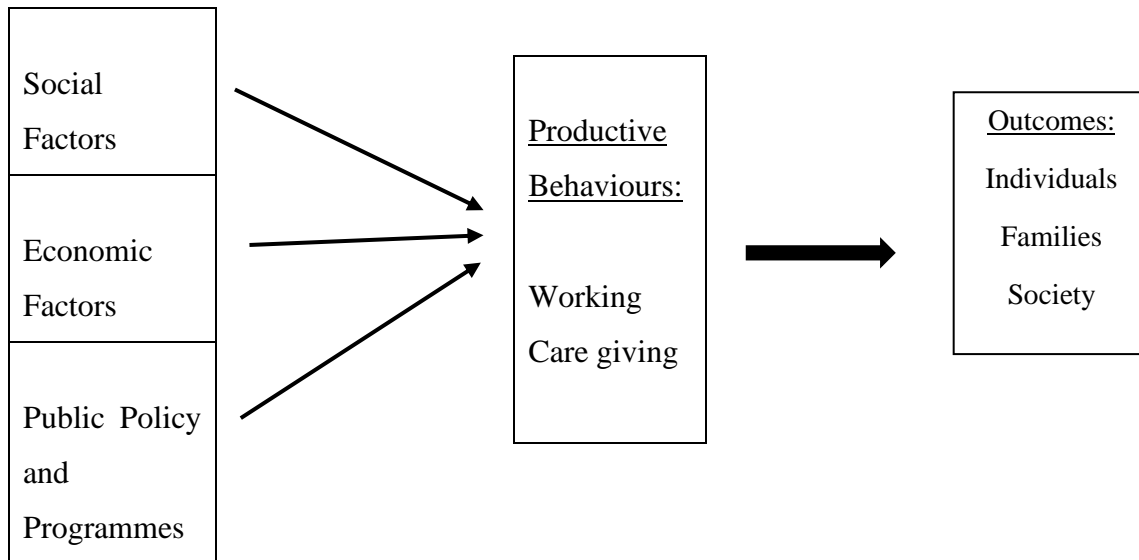 Social
Factors
Economic
Factors
Public Policy
and
Programmes
Productive
Behaviours:
Working
Care giving
Outcomes:
Individuals
Families
Society